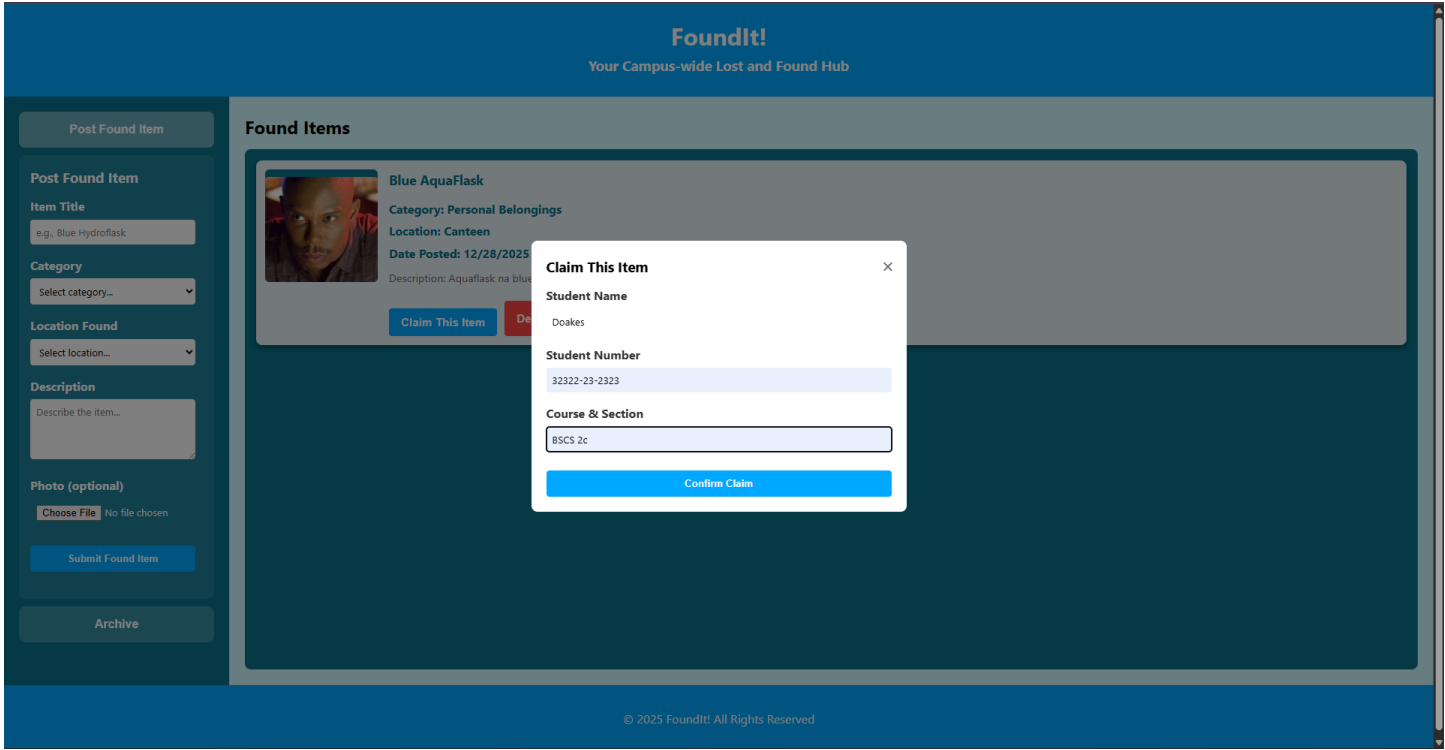 FoundIt!
Your Campus-wide Lost and Found Hub
Post Found Item
Post Found Item
Item Title
e.g., Blue Hydroflask
Category
Select category...
Location Found
Select location...
Description
Describe the item...
Photo (optional)
Choose File No file chosen
Submit Found Item
Archive
Found Items
Blue AquaFlask
Category: Personal Belongings
Location: Canteen
Date Posted: 12/28/2025
Description: Aquaflask na blue
Claim This Item
De
Claim This Item ×
Student Name
Doakes
Student Number
32322-23-2323
Course & Section
BSCS 2c
Confirm Claim
© 2025 FoundIt! All Rights Reserved